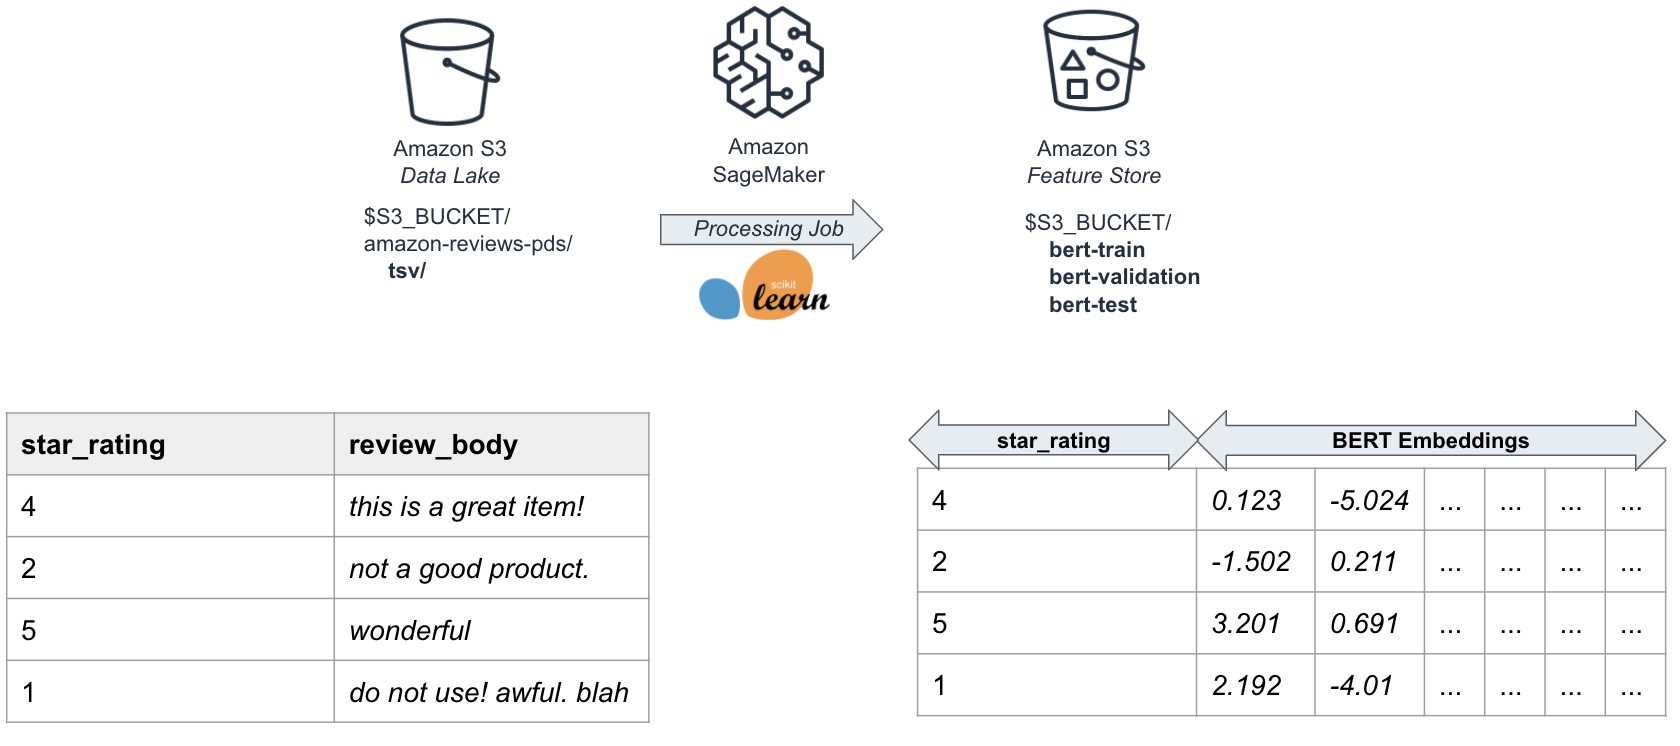 Amazon S3
Data Lake
$S3_BUCKET/
amazon-reviews-pds/
tsv/
Amazon
SageMaker
Processing Job
scikit
learn
Amazon S3
Feature Store
$S3_BUCKET/
bert-train
bert-validation
bert-test
star_rating review_body
4 this is a great item!
2 not a good product.
5 wonderful
1 do not use! awful. blah
star_rating BERT Embeddings
4 0.123 -5.024 ... ... ... ...
2 -1.502 0.211 ... ... ... ...
5 3.201 0.691 ... ... ... ...
1 2.192 -4.01 ... ... ... ...